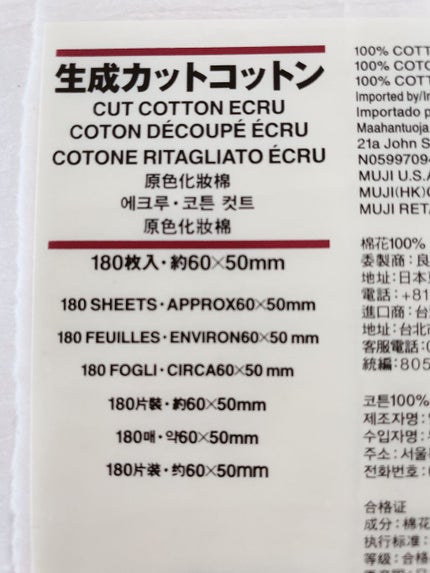 生成カットコットン
CUT COTTON ECRU
COTON DÉCOUPÉ ÉCRU
COTONE RITAGLIATO ÉCRU
原色化妝棉
에크루・코튼 컷트
原色化妝棉
180枚入・約60×50mm
180 SHEETS・APPROX60×50mm
180 FEUILLES・ENVIRON60×50 mm
180 FOGLI・CIRCA60×50 mm
180片裝・約60×50mm
180매・약60×50mm
180片装・约60×50mm
100%
100%
100%
Imported
Importado
Maahantuoja
21a John
N0599709
MUJI U.S.A
MUJI(HK)
MUJI
棉花100%
委製商：良
地址：日本
電話：+81
進口商：台
地址：台北
客服電話：
統編：805
코튼100%
제조자명：
수입자명：
주소：서울
전화번호：
合格证
成分：棉花
执行标准：
等级：合格